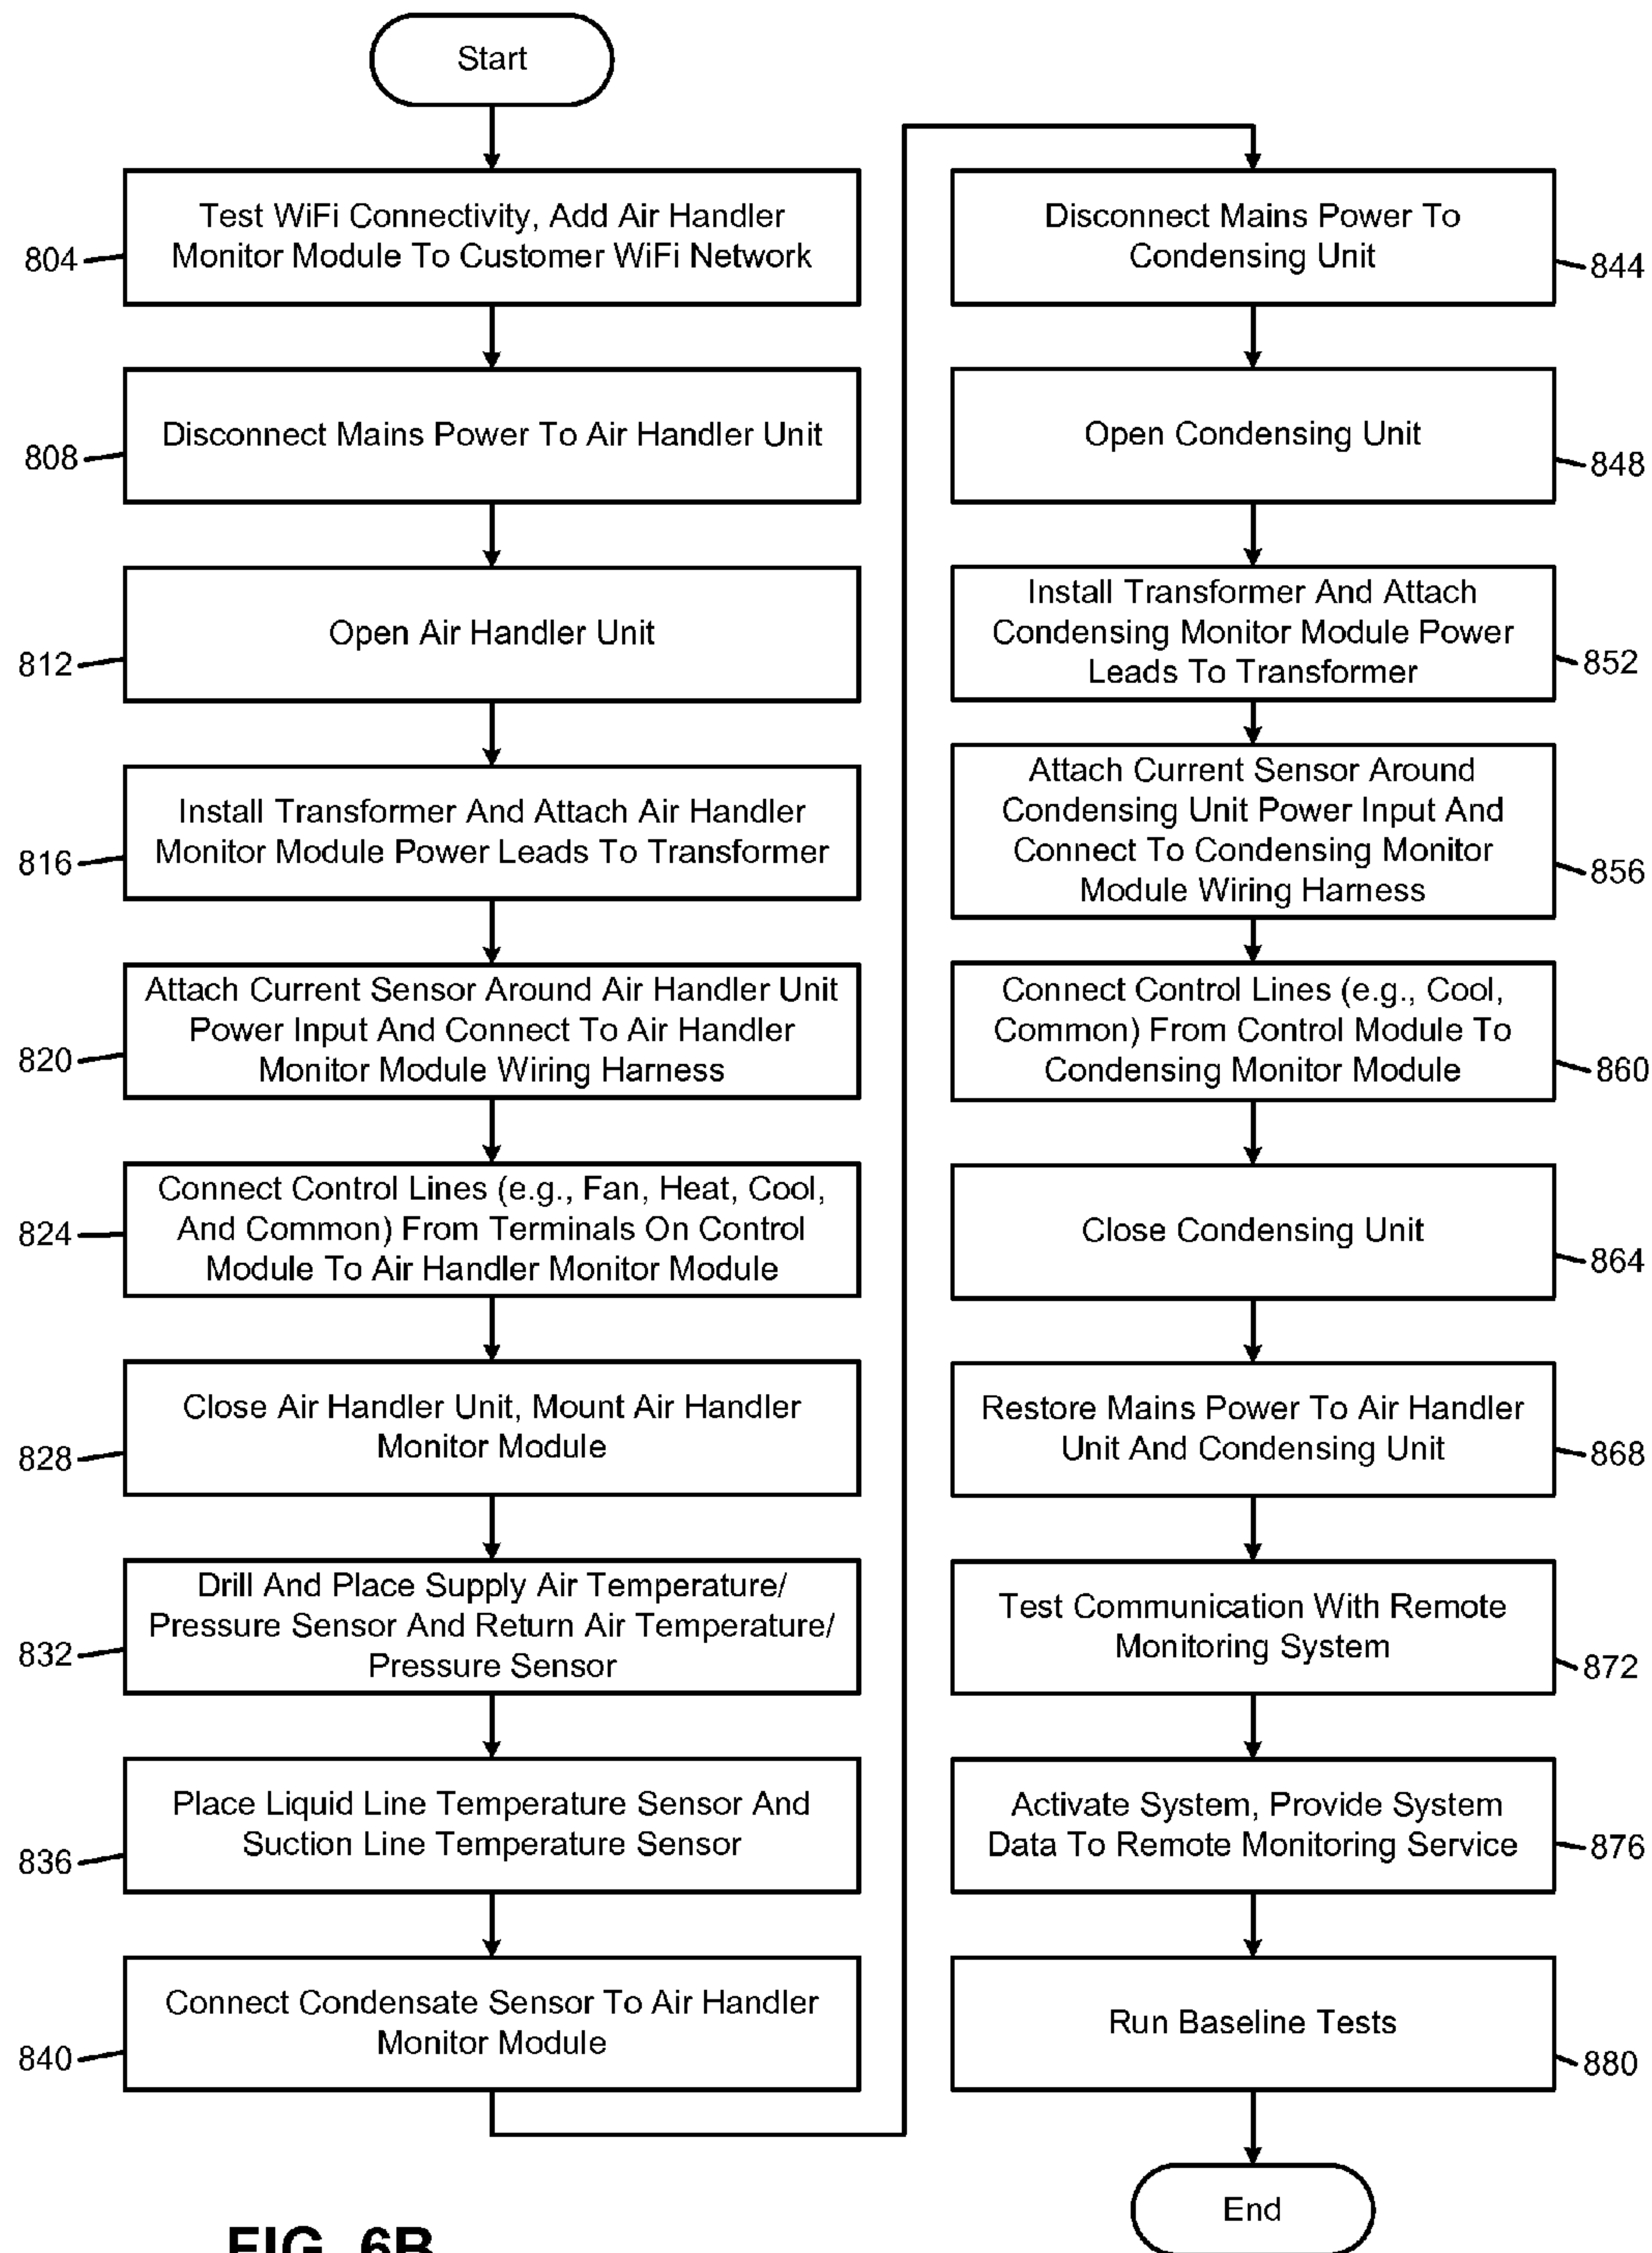 Start
804
Test WiFi Connectivity, Add Air Handler
Monitor Module To Customer WiFi Network
808
Disconnect Mains Power To Air Handler Unit
812
Open Air Handler Unit
816
Install Transformer And Attach Air Handler
Monitor Module Power Leads To Transformer
820
Attach Current Sensor Around Air Handler Unit
Power Input And Connect To Air Handler
Monitor Module Wiring Harness
824
Connect Control Lines (e.g., Fan, Heat, Cool,
And Common) From Terminals On Control
Module To Air Handler Monitor Module
828
Close Air Handler Unit, Mount Air Handler
Monitor Module
832
Drill And Place Supply Air Temperature/
Pressure Sensor And Return Air Temperature/
Pressure Sensor
836
Place Liquid Line Temperature Sensor And
Suction Line Temperature Sensor
840
Connect Condensate Sensor To Air Handler
Monitor Module
Disconnect Mains Power To
Condensing Unit
844
Open Condensing Unit
848
Install Transformer And Attach
Condensing Monitor Module Power
Leads To Transformer
852
Attach Current Sensor Around
Condensing Unit Power Input And
Connect To Condensing Monitor
Module Wiring Harness
856
Connect Control Lines (e.g., Cool,
Common) From Control Module To
Condensing Monitor Module
860
Close Condensing Unit
864
Restore Mains Power To Air Handler
Unit And Condensing Unit
868
Test Communication With Remote
Monitoring System
872
Activate System, Provide System
Data To Remote Monitoring Service
876
Run Baseline Tests
880
End
FIG. 6B